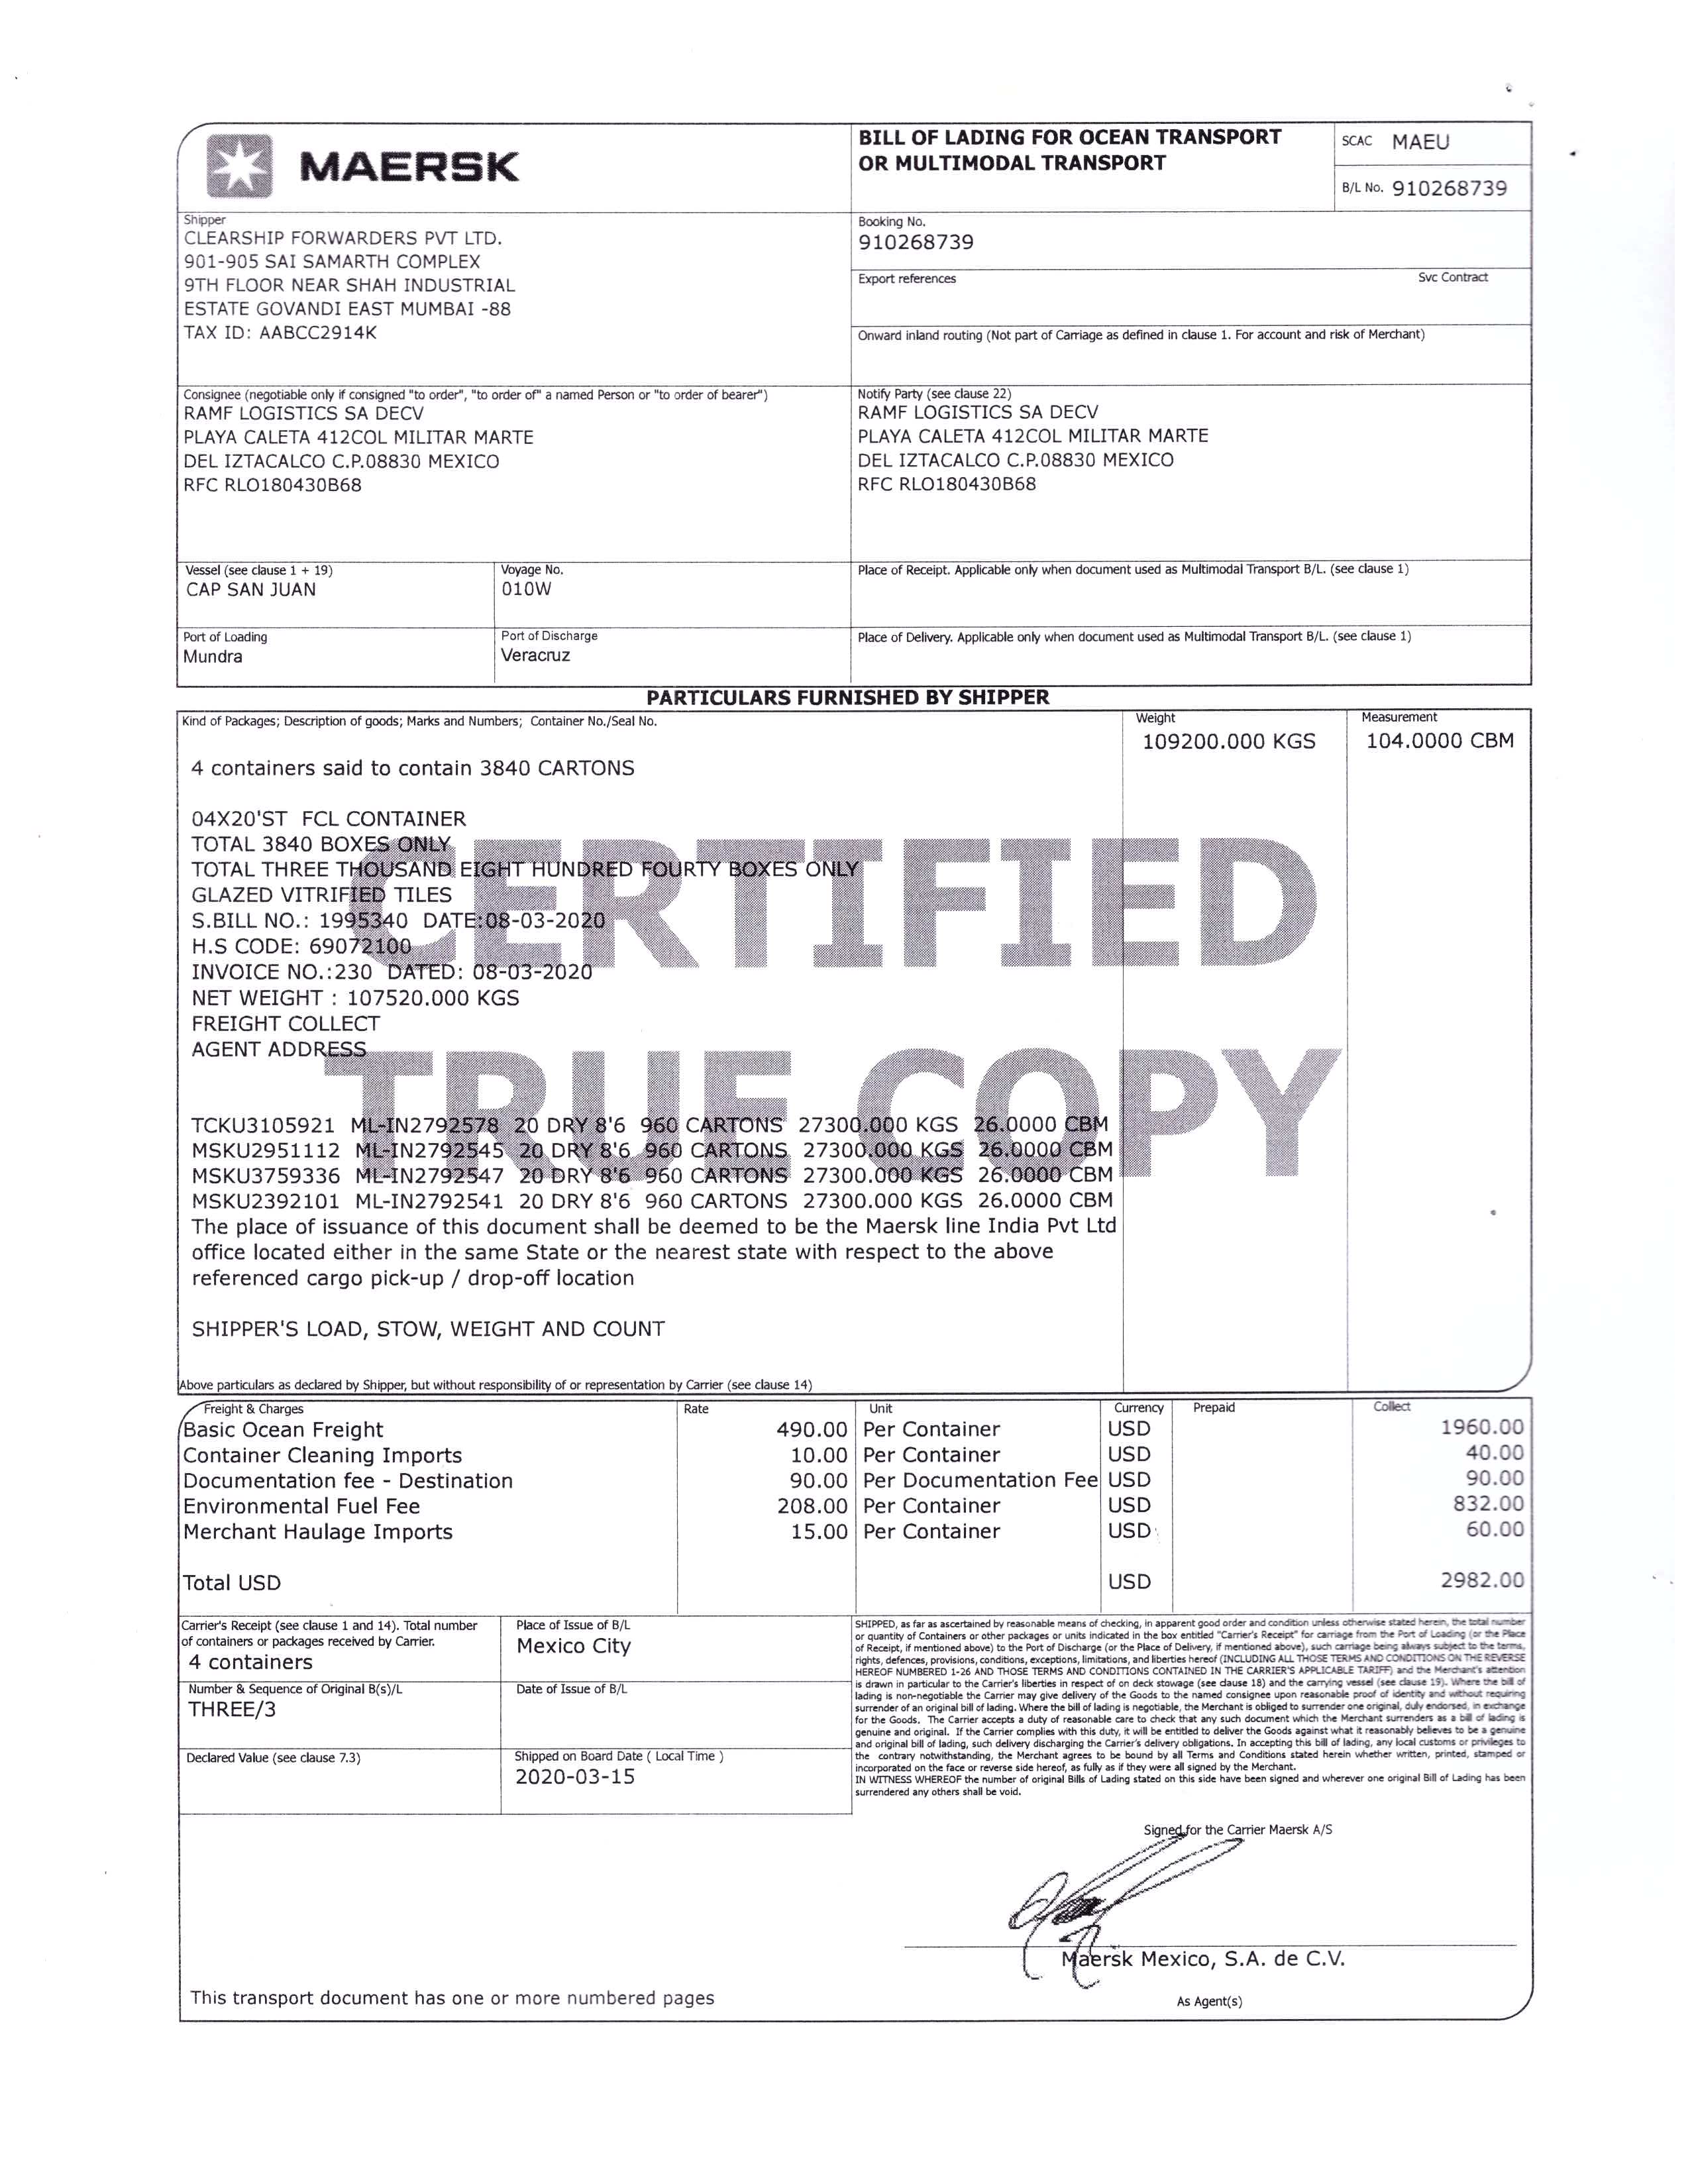 MAERSK
BILL OF LADING FOR OCEAN TRANSPORT
OR MULTIMODAL TRANSPORT
SCAC MAEU
B/L No. 910268739
Shipper
CLEARSHIP FORWARDERS PVT LTD.
901-905 SAI SAMARTH COMPLEX
9TH FLOOR NEAR SHAH INDUSTRIAL
ESTATE GOVANDI EAST MUMBAI -88
TAX ID: AABCC2914K
Booking No.
910268739
Export references Svc Contract
Onward inland routing (Not part of Carriage as defined in clause 1. For account and risk of Merchant)
Consignee (negotiable only if consigned "to order", "to order of" a named Person or "to order of bearer")
RAMF LOGISTICS SA DECV
PLAYA CALETA 412COL MILITAR MARTE
DEL IZTACALCO C.P.08830 MEXICO
RFC RLO180430B68
Notify Party (see clause 22)
RAMF LOGISTICS SA DECV
PLAYA CALETA 412COL MILITAR MARTE
DEL IZTACALCO C.P.08830 MEXICO
RFC RLO180430B68
Vessel (see clause 1 + 19)
CAP SAN JUAN
Voyage No.
010W
Place of Receipt. Applicable only when document used as Multimodal Transport B/L. (see clause 1)
Port of Loading
Mundra
Port of Discharge
Veracruz
Place of Delivery. Applicable only when document used as Multimodal Transport B/L. (see clause 1)
PARTICULARS FURNISHED BY SHIPPER
Kind of Packages; Description of goods; Marks and Numbers; Container No./Seal No.
Weight
109200.000 KGS
Measurement
104.0000 CBM
4 containers said to contain 3840 CARTONS
04X20'ST FCL CONTAINER
TOTAL 3840 BOXES ONLY
TOTAL THREE THOUSAND EIGHT HUNDRED FOURTY BOXES ONLY
GLAZED VITRIFIED TILES
S.BILL NO.: 1995340 DATE:08-03-2020
H.S CODE: 69072100
INVOICE NO.:230 DATED: 08-03-2020
NET WEIGHT : 107520.000 KGS
FREIGHT COLLECT
AGENT ADDRESS
CERTIFIED
TRUE COPY
TCKU3105921 ML-IN2792578 20 DRY 8'6 960 CARTONS 27300.000 KGS 26.0000 CBM
MSKU2951112 ML-IN2792545 20 DRY 8'6 960 CARTONS 27300.000 KGS 26.0000 CBM
MSKU3759336 ML-IN2792547 20 DRY 8'6 960 CARTONS 27300.000 KGS 26.0000 CBM
MSKU2392101 ML-IN2792541 20 DRY 8'6 960 CARTONS 27300.000 KGS 26.0000 CBM
The place of issuance of this document shall be deemed to be the Maersk line India Pvt Ltd
office located either in the same State or the nearest state with respect to the above
referenced cargo pick-up / drop-off location
SHIPPER'S LOAD, STOW, WEIGHT AND COUNT
Above particulars as declared by Shipper, but without responsibility of or representation by Carrier (see clause 14)
Freight & Charges Rate Unit Currency Prepaid Collect
Basic Ocean Freight 490.00 Per Container USD 1960.00
Container Cleaning Imports 10.00 Per Container USD 40.00
Documentation fee - Destination 90.00 Per Documentation Fee USD 90.00
Environmental Fuel Fee 208.00 Per Container USD 832.00
Merchant Haulage Imports 15.00 Per Container USD 60.00
Total USD USD 2982.00
Carrier's Receipt (see clause 1 and 14). Total number
of containers or packages received by Carrier.
4 containers
Place of Issue of B/L
Mexico City
Number & Sequence of Original B(s)/L
THREE/3
Date of Issue of B/L
Declared Value (see clause 7.3)
Shipped on Board Date ( Local Time )
2020-03-15
SHIPPED, as far as ascertained by reasonable means of checking, in apparent good order and condition unless otherwise stated herein, the total number
or quantity of Containers or other packages or units indicated in the box entitled "Carrier's Receipt" for carriage from the Port of Loading (or the Place
of Receipt, if mentioned above) to the Port of Discharge (or the Place of Delivery, if mentioned above), such carriage being always subject to the terms,
rights, defences, provisions, conditions, exceptions, limitations, and liberties hereof (INCLUDING ALL THOSE TERMS AND CONDITIONS ON THE REVERSE
HEREOF NUMBERED 1-26 AND THOSE TERMS AND CONDITIONS CONTAINED IN THE CARRIER'S APPLICABLE TARIFF) and the Merchant's attention
is drawn in particular to the Carrier's liberties in respect of on deck stowage (see clause 18) and the carrying vessel (see clause 19). Where the bill of
lading is non-negotiable the Carrier may give delivery of the Goods to the named consignee upon reasonable proof of identity and without requiring
surrender of an original bill of lading. Where the bill of lading is negotiable, the Merchant is obliged to surrender one original, duly endorsed, in exchange
for the Goods. The Carrier accepts a duty of reasonable care to check that any such document which the Merchant surrenders as a bill of lading is
genuine and original. If the Carrier complies with this duty, it will be entitled to deliver the Goods against what it reasonably believes to be a genuine
and original bill of lading, such delivery discharging the Carrier's delivery obligations. In accepting this bill of lading, any local customs or privileges to
the contrary notwithstanding, the Merchant agrees to be bound by all Terms and Conditions stated herein whether written, printed, stamped or
incorporated on the face or reverse side hereof, as fully as if they were all signed by the Merchant.
IN WITNESS WHEREOF the number of original Bills of Lading stated on this side have been signed and wherever one original Bill of Lading has been
surrendered any others shall be void.
Signed for the Carrier Maersk A/S
Maersk Mexico, S.A. de C.V.
As Agent(s)
This transport document has one or more numbered pages